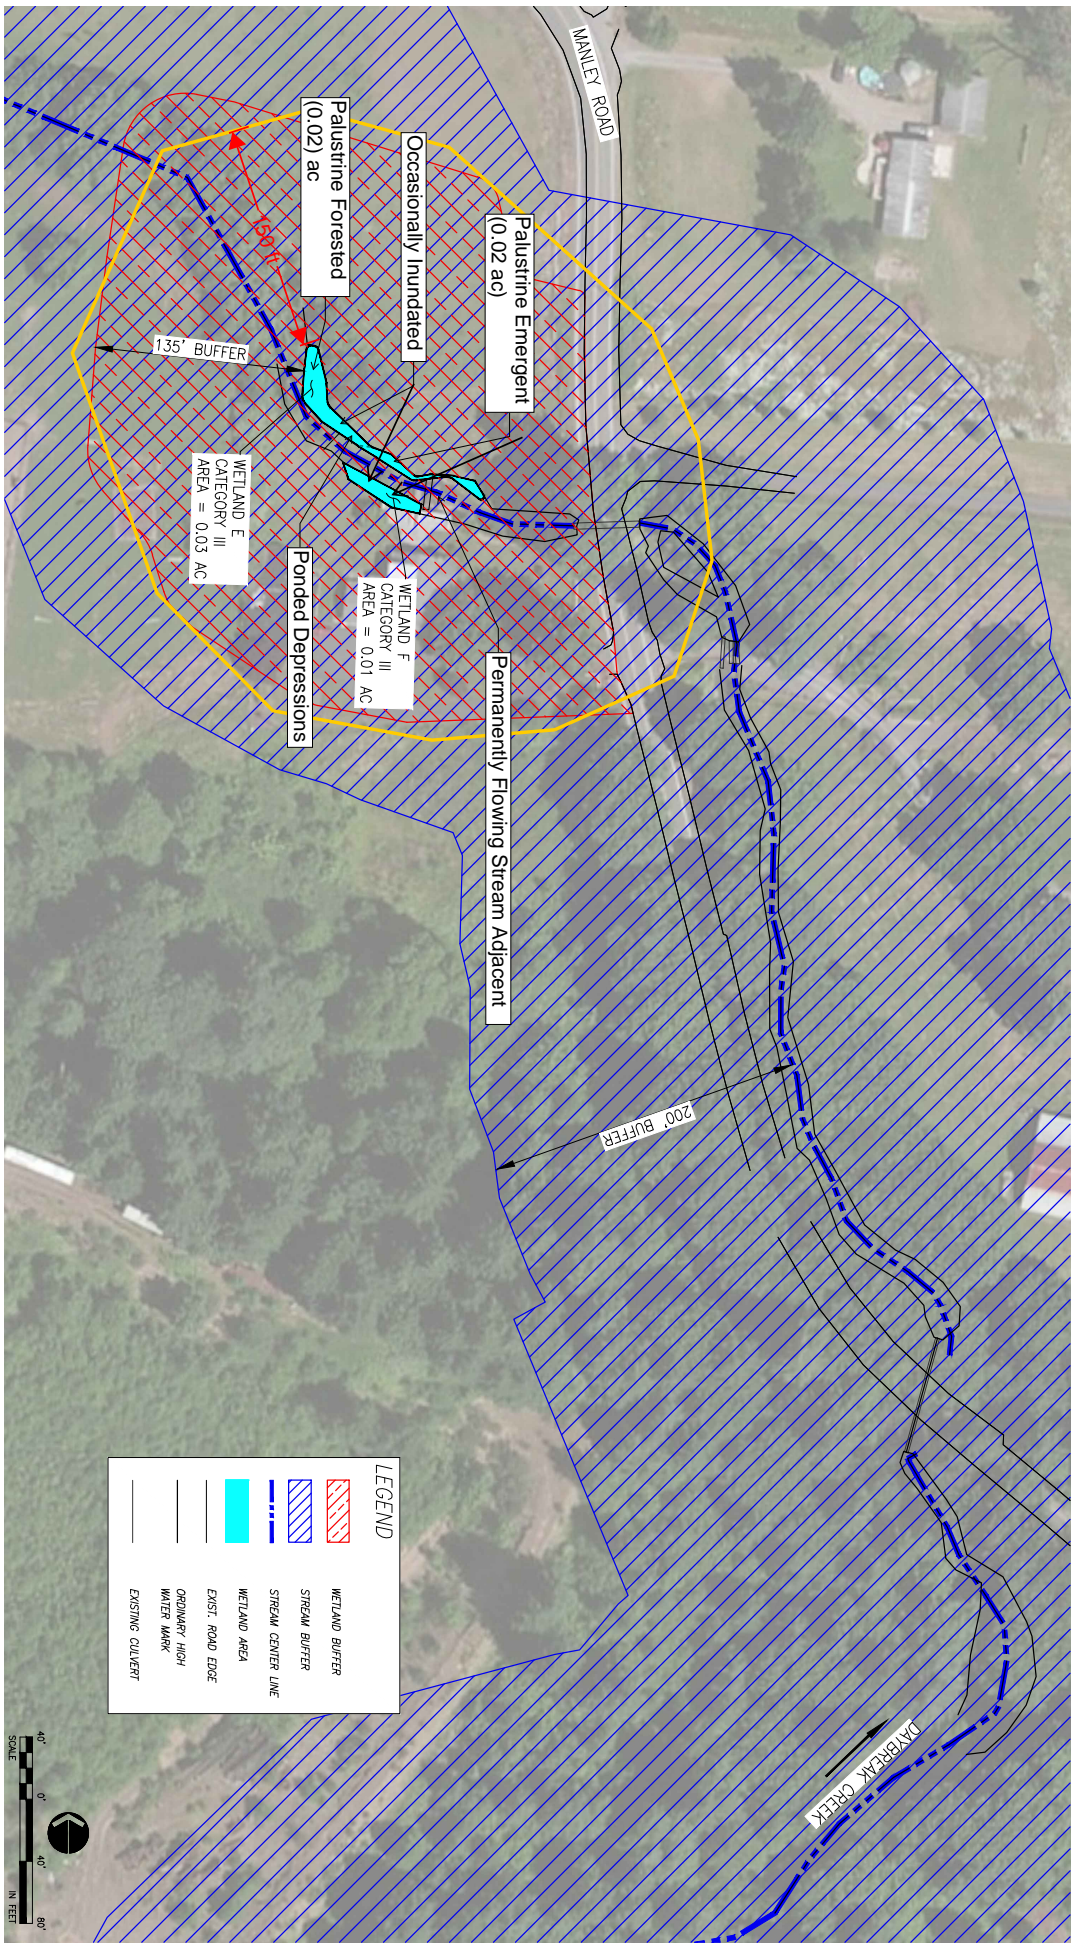 MANLEY ROAD
Palustrine Emergent
(0.02 ac)
Occasionally Inundated
Palustrine Forested
(0.02) ac
150 ft
135' BUFFER
WETLAND E
CATEGORY III
AREA = 0.03 AC
WETLAND F
CATEGORY III
AREA = 0.01 AC
Ponded Depressions
Permanently Flowing Stream Adjacent
200' BUFFER
DAYBREAK CREEK
LEGEND
WETLAND BUFFER
STREAM BUFFER
STREAM CENTER LINE
WETLAND AREA
EXIST. ROAD EDGE
ORDINARY HIGH
WATER MARK
EXISTING CULVERT
40' 0' 40' 80'
SCALE IN FEET